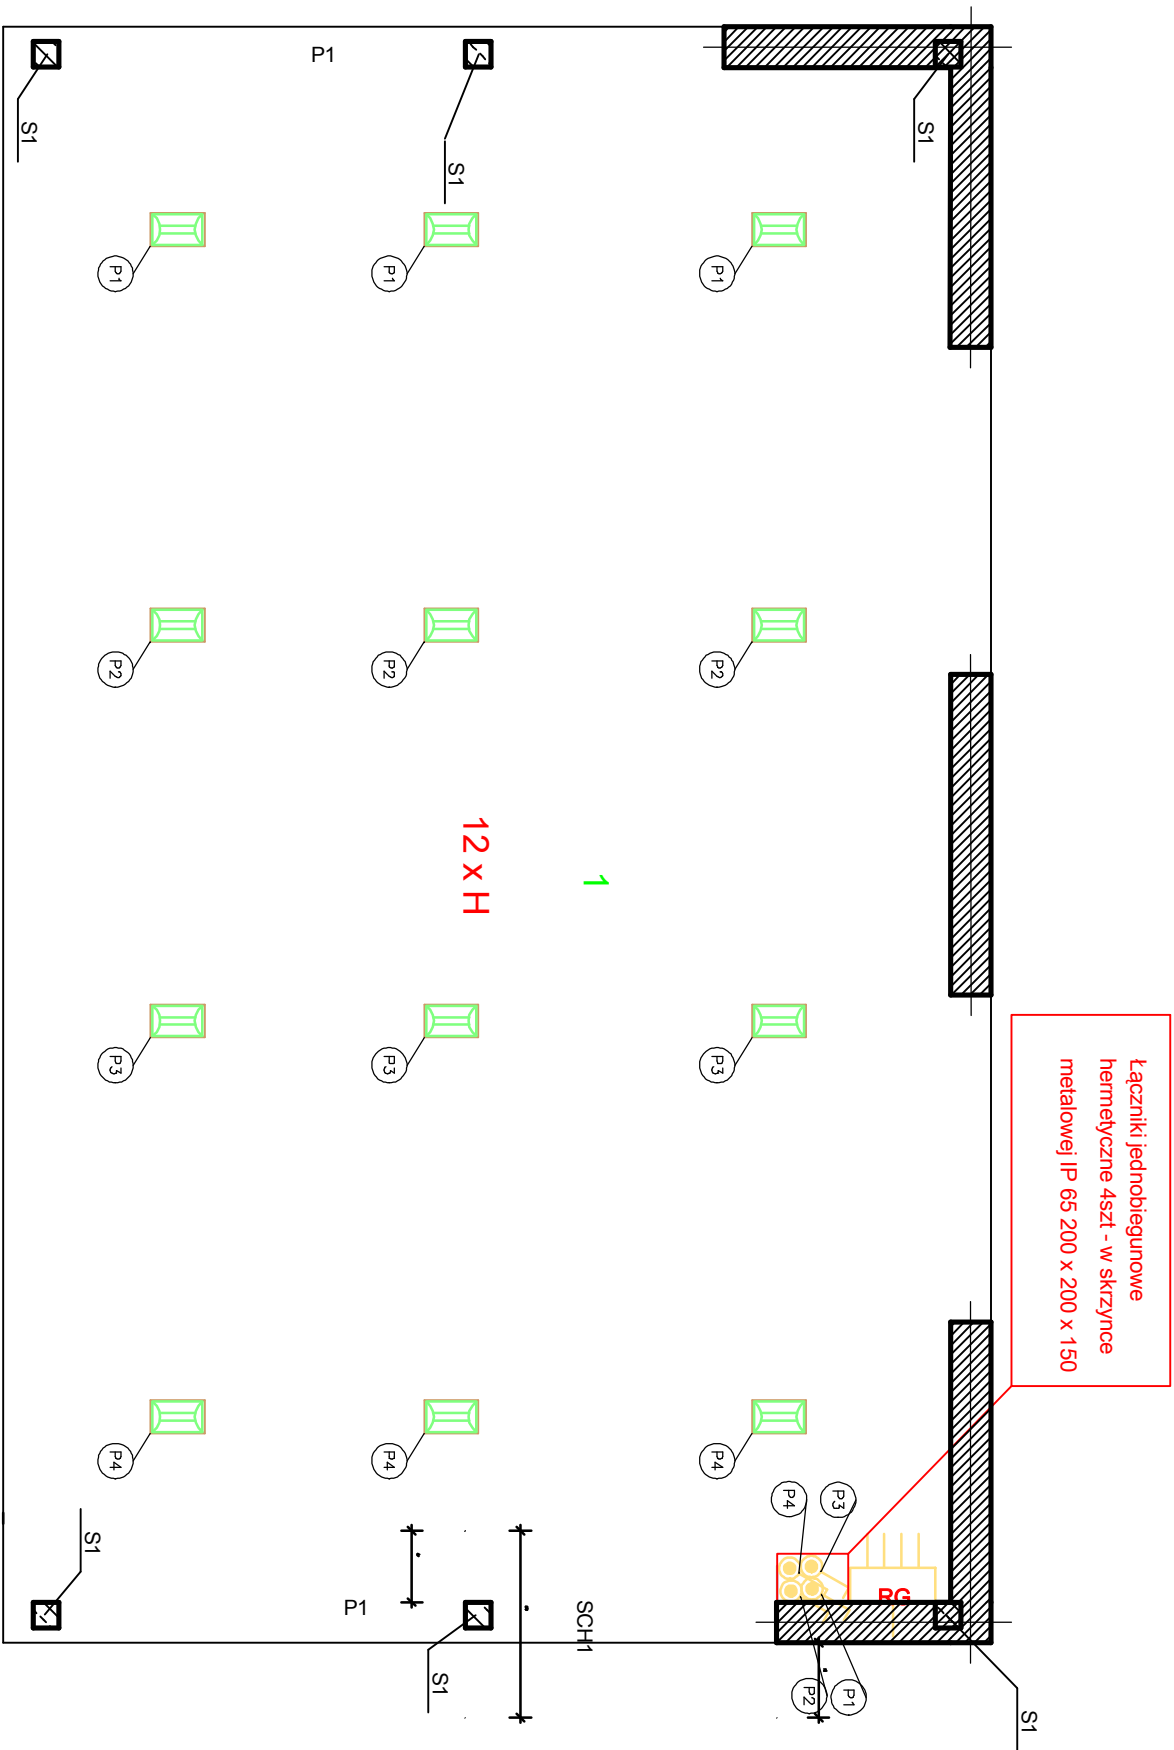 P1
S1
S1
S1
P1
P1
P1
P2
P2
P2
12 x H
1
Łączniki jednobiegunowe
hermetyczne 4szt - w skrzynce
metalowej IP 65 200 x 200 x 150
P3
P3
P3
P4
P4
P4
P4
P3
RG
S1
P1
SCH1
S1
P2
P1
S1